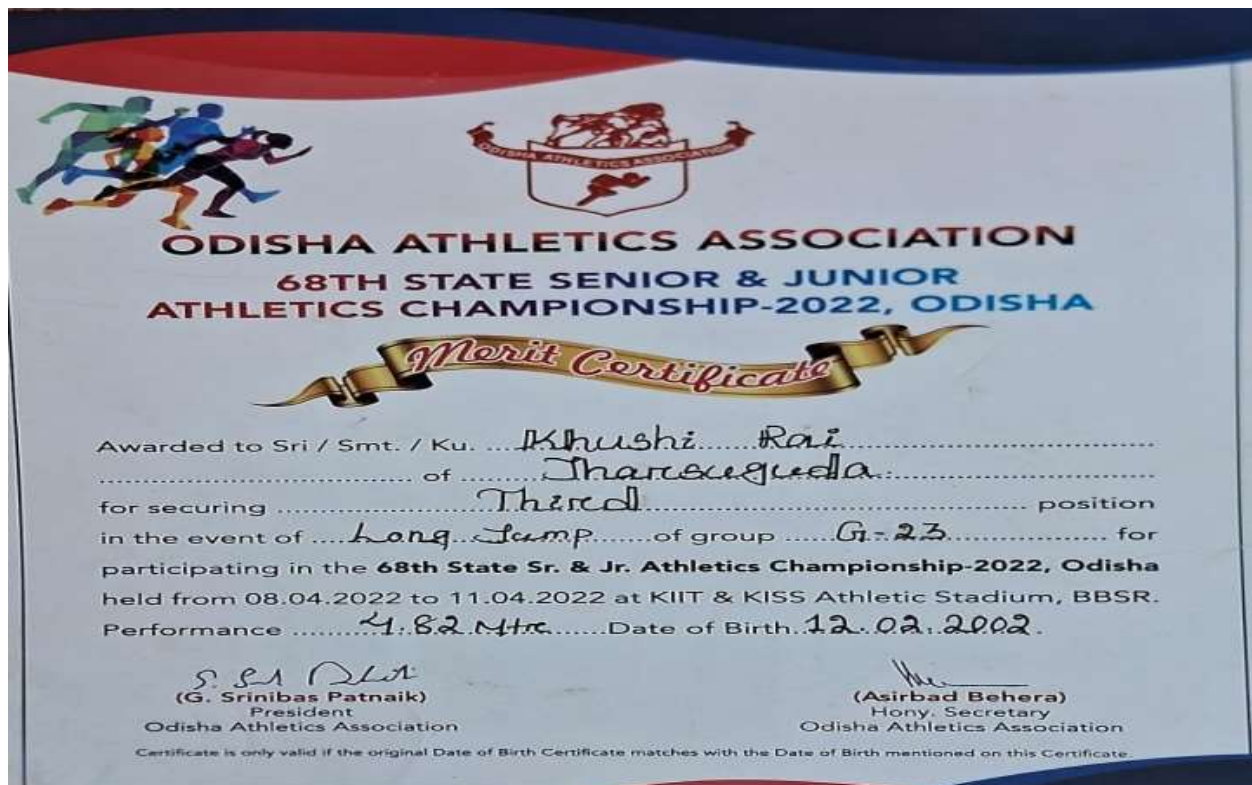 ODISHA ATHLETICS ASSOCIATION
ODISHA ATHLETICS ASSOCIATION
68TH STATE SENIOR & JUNIOR
ATHLETICS CHAMPIONSHIP-2022, ODISHA
Merit Certificate
Awarded to Sri / Smt. / Ku. ....Khushi......Rai...............................................
.......................................... of ..........Jharsuguda..........................................
for securing ............................Third....................................................... position
in the event of ....Long...Jump.......of group ......G-23...................... for
participating in the 68th State Sr. & Jr. Athletics Championship-2022, Odisha
held from 08.04.2022 to 11.04.2022 at KIIT & KISS Athletic Stadium, BBSR.
Performance .........4.82 Mtr......Date of Birth..12.02.2002.
(G. Srinibas Patnaik) (Asirbad Behera)
President Hony. Secretary
Odisha Athletics Association Odisha Athletics Association
Certificate is only valid if the original Date of Birth Certificate matches with the Date of Birth mentioned on this Certificate.